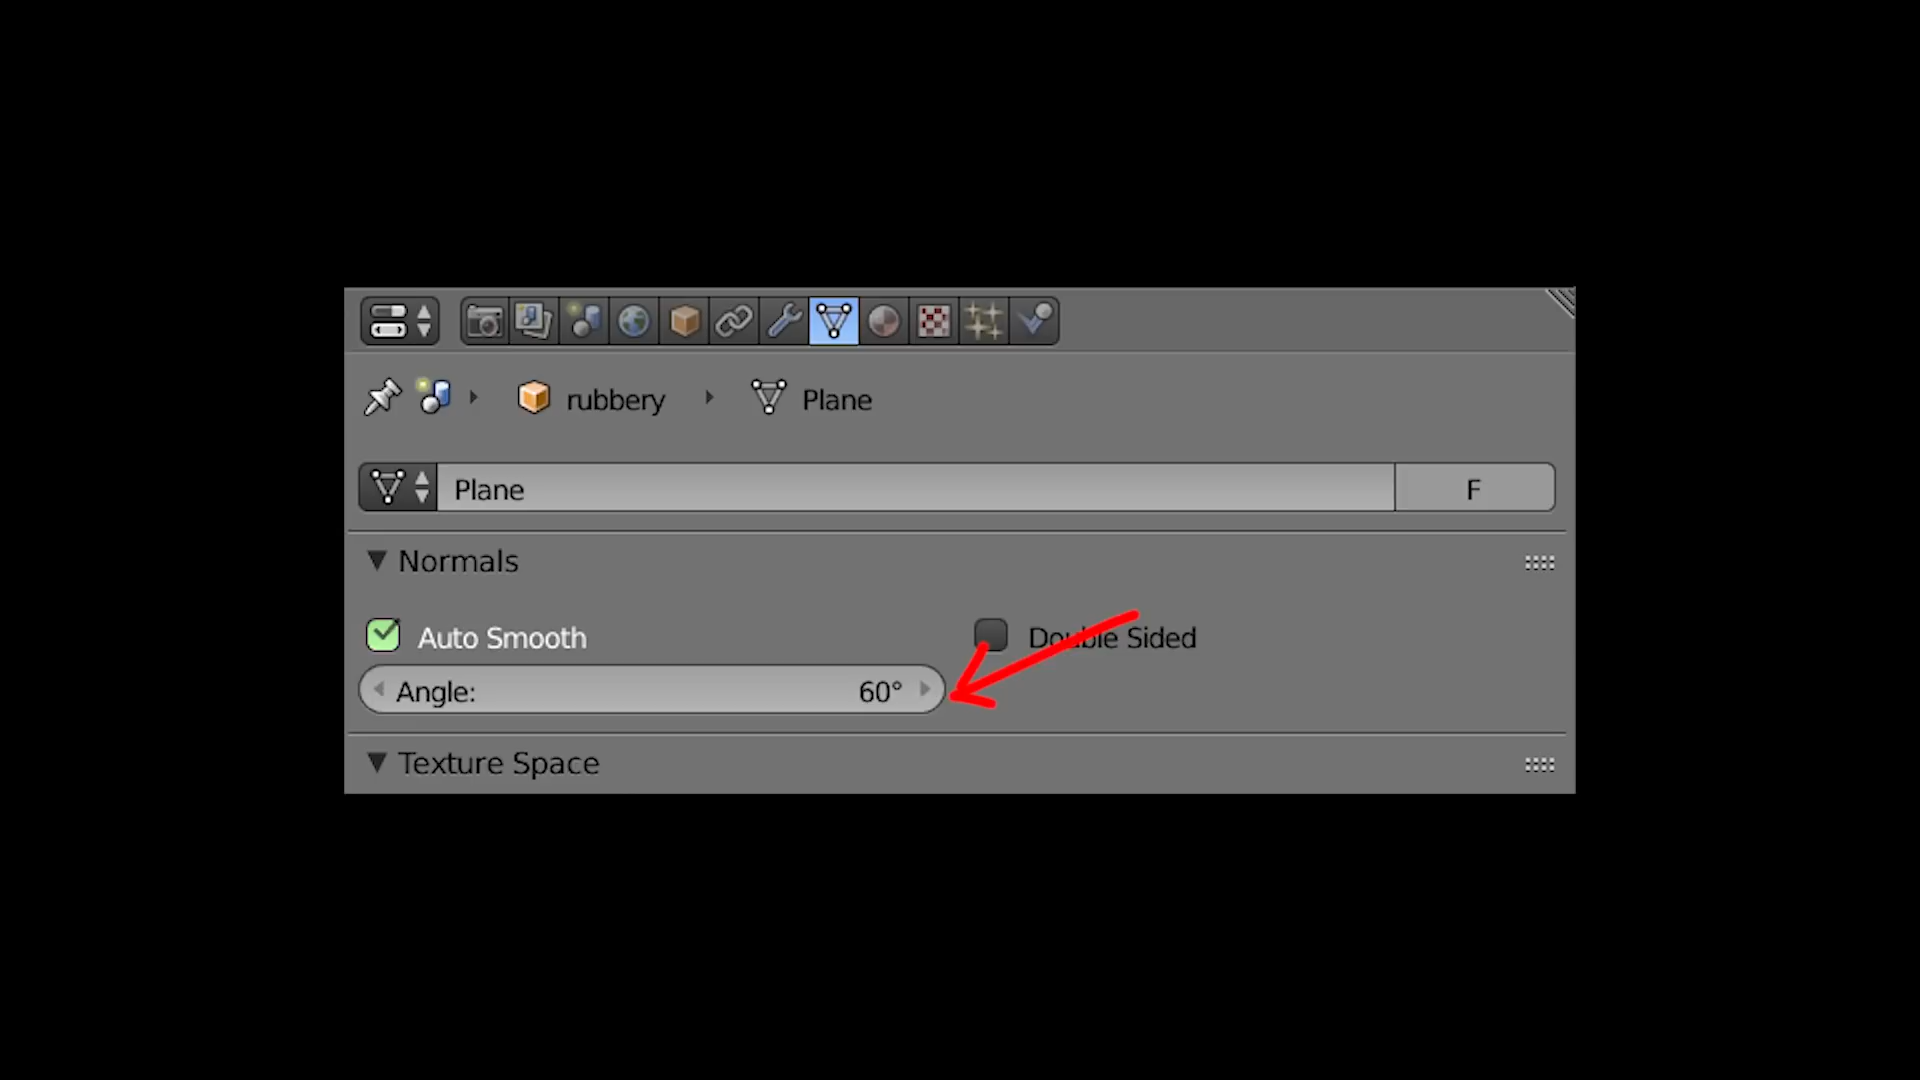 rubbery Plane
Plane F
Normals
Auto Smooth Double Sided
Angle: 60°
Texture Space